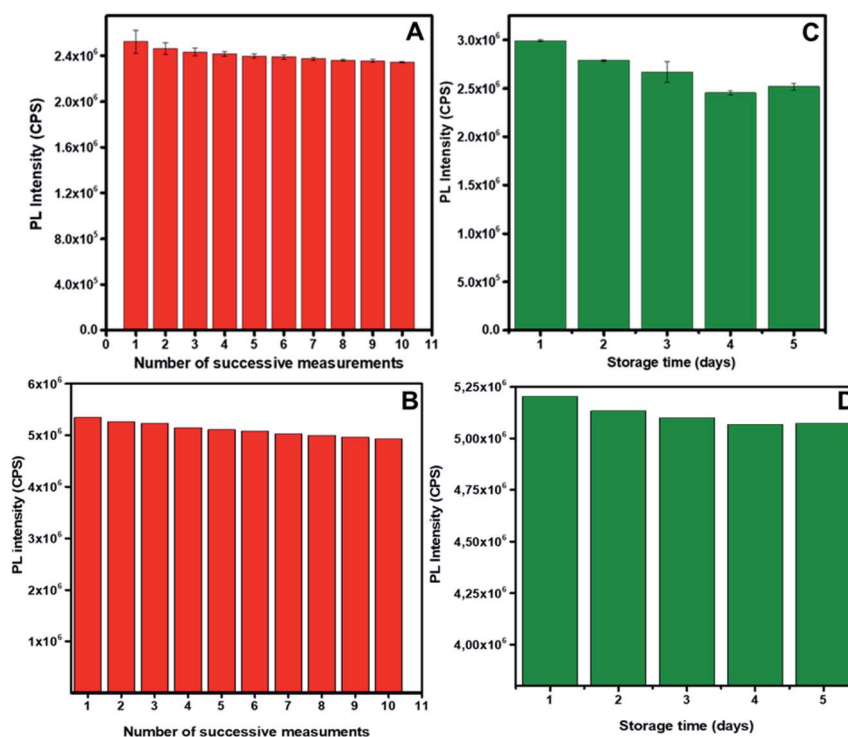 A
PL Intensity (CPS)
2.4x10⁶
2.0x10⁶
1.6x10⁶
1.2x10⁶
8.0x10⁵
4.0x10⁵
0.0
0 1 2 3 4 5 6 7 8 9 10 11
Number of successive measurements
C
PL Intensity (CPS)
3.0x10⁶
2.5x10⁶
2.0x10⁶
1.5x10⁶
1.0x10⁶
5.0x10⁵
0.0
1 2 3 4 5
Storage time (days)
B
PL intensity (CPS)
6x10⁶
5x10⁶
4x10⁶
3x10⁶
2x10⁶
1x10⁶
1 2 3 4 5 6 7 8 9 10 11
Number of successive measuments
D
PL Intensity (CPS)
5,25x10⁶
5,00x10⁶
4,75x10⁶
4,50x10⁶
4,25x10⁶
4,00x10⁶
1 2 3 4 5
Storage time (days)